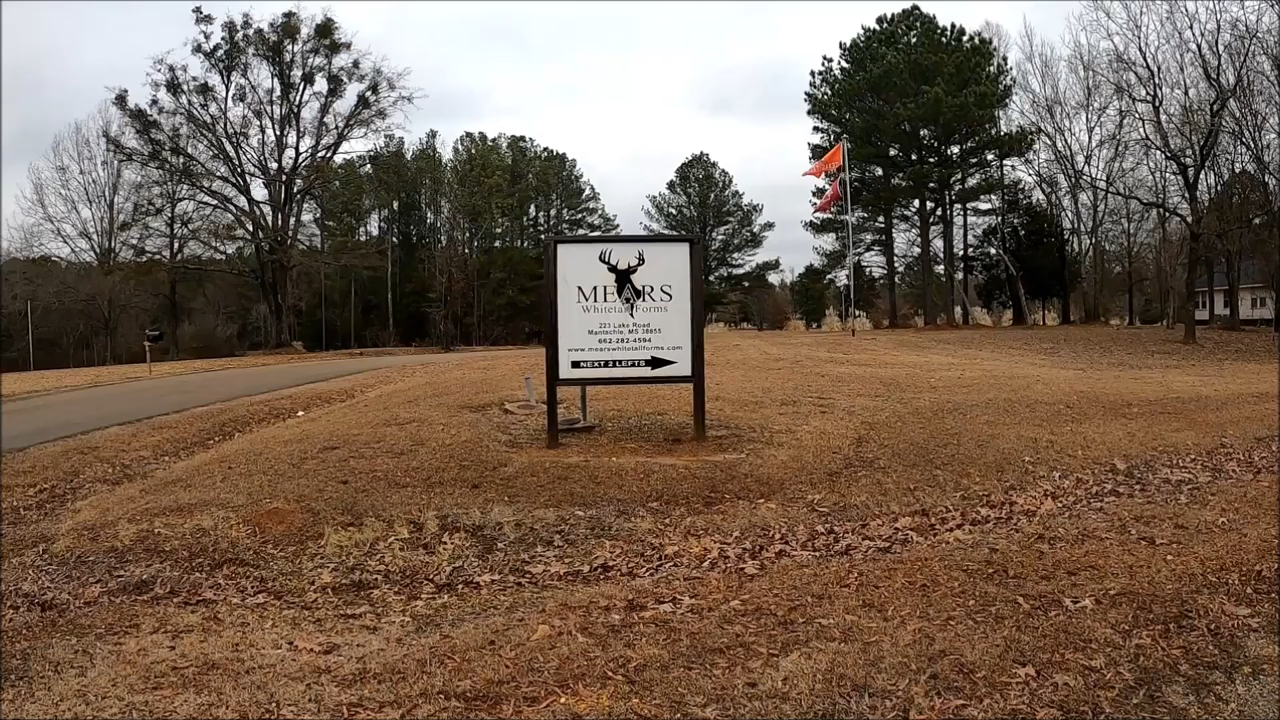 MEARS
Whitetail Forms
223 Lake Road
Mantachie, MS 38855
662-282-4594
www.mearswhitetailforms.com
NEXT 2 LEFTS